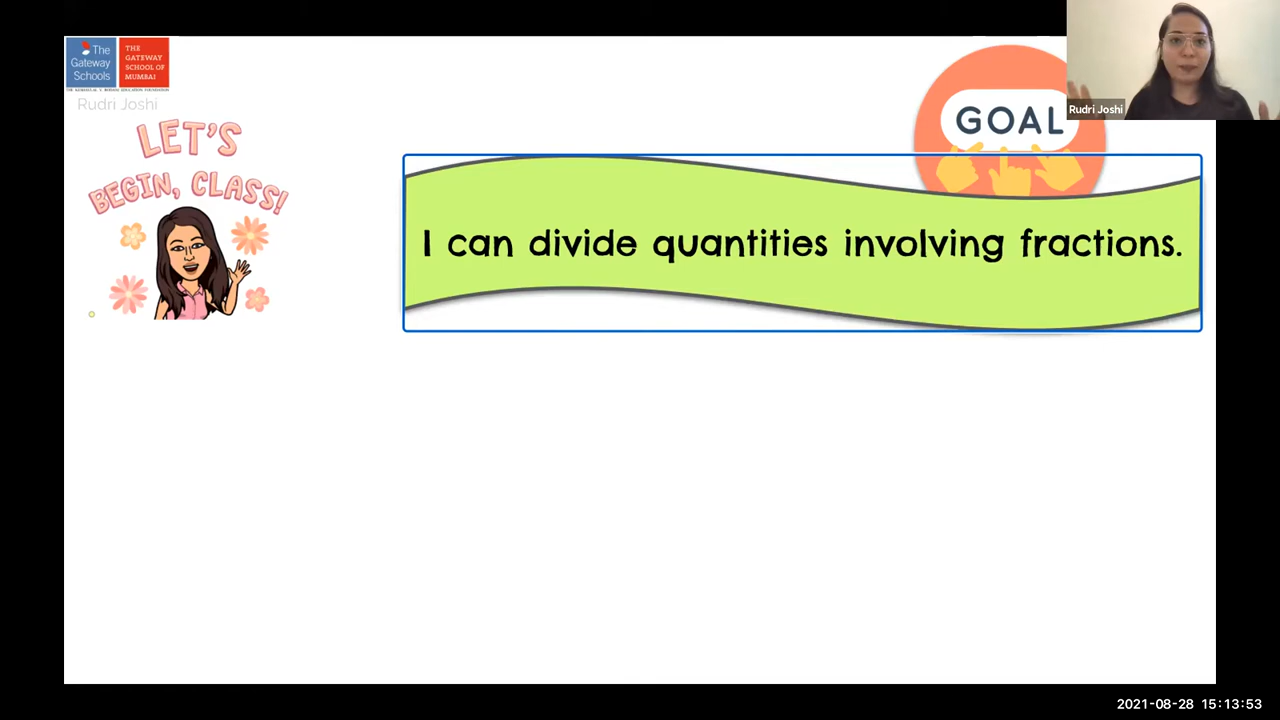 The
Gateway
Schools
THE
GATEWAY
SCHOOL OF
MUMBAI
Rudri Joshi
LET'S
BEGIN, CLASS!
GOAL
Rudri Joshi
I can divide quantities involving fractions.
2021-08-28 15:13:53